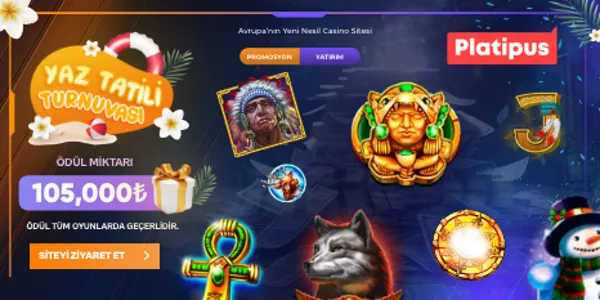 Avrupa'nın Yeni Nesil Casino Sitesi
PROMOSYON
YATIRIM
Platipus
YAZ TATİLİ
TURNUVASI
ÖDÜL MİKTARI
105,000₺
ÖDÜL TÜM OYUNLARDA GEÇERLİDİR.
SİTEYİ ZİYARET ET
J